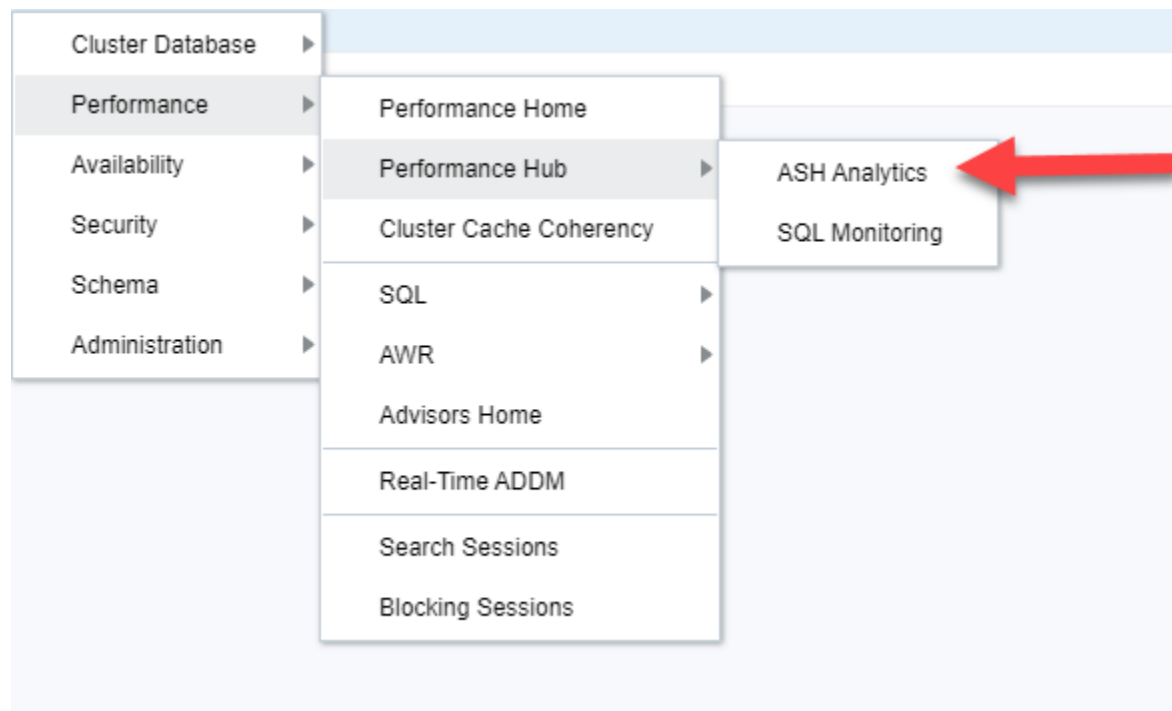 Cluster Database
Performance
Availability
Security
Schema
Administration
Performance Home
Performance Hub
Cluster Cache Coherency
SQL
AWR
Advisors Home
Real-Time ADDM
Search Sessions
Blocking Sessions
ASH Analytics
SQL Monitoring